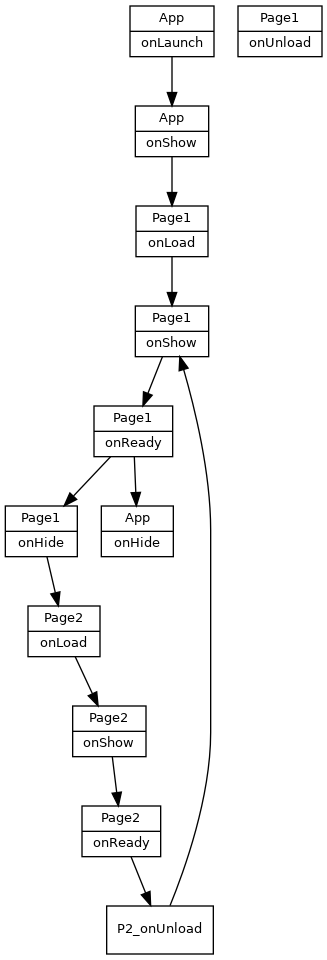 App
onLaunch
Page1
onUnload
App
onShow
Page1
onLoad
Page1
onShow
Page1
onReady
Page1
onHide
App
onHide
Page2
onLoad
Page2
onShow
Page2
onReady
P2_onUnload